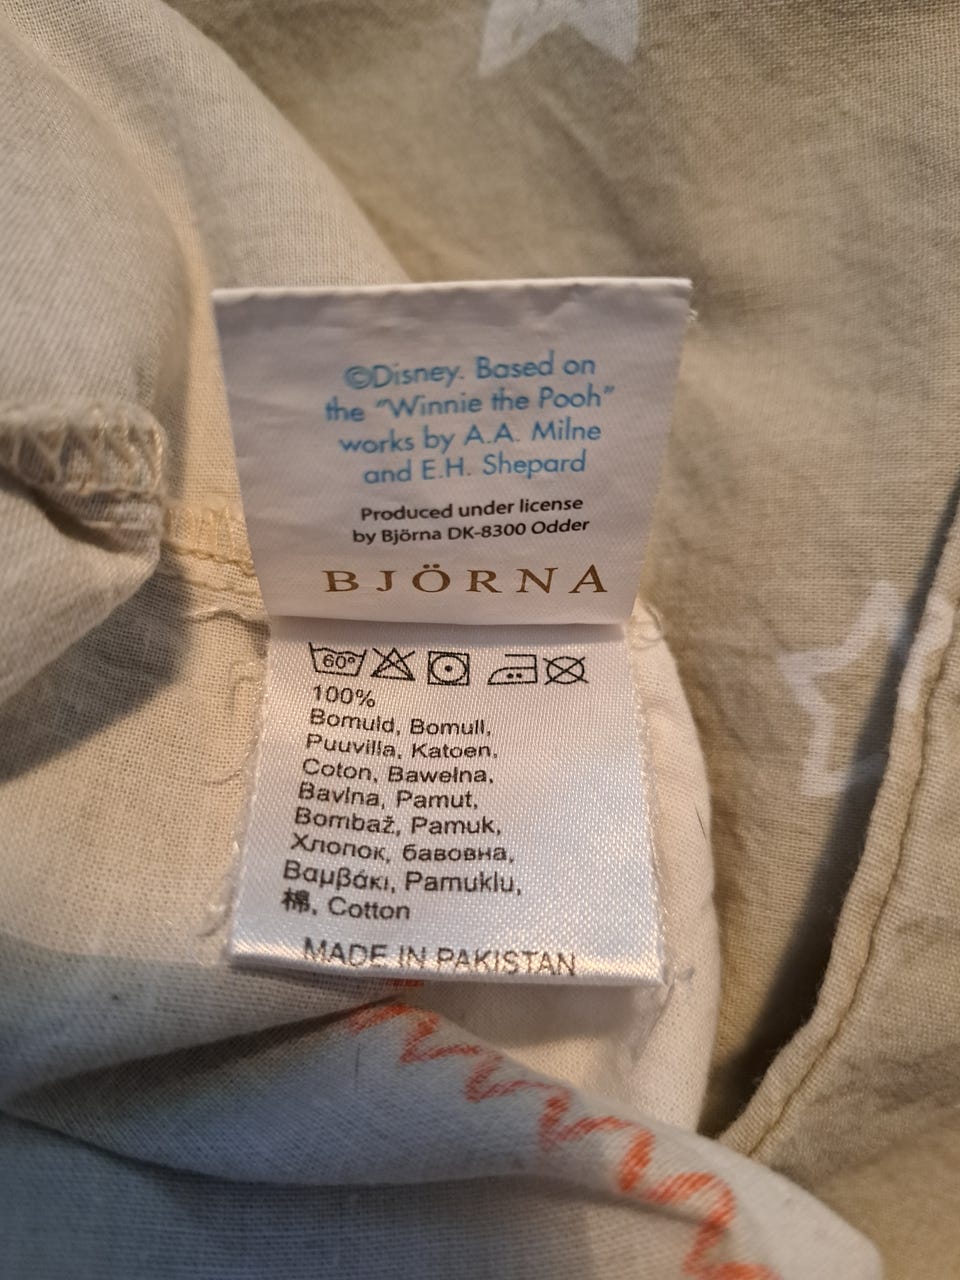 ©Disney. Based on
the "Winnie the Pooh"
works by A.A. Milne
and E.H. Shepard
Produced under license
by Björna DK-8300 Odder
BJÖRNA
60°
100%
Bomuld, Bomull,
Puuvilla, Katoen,
Coton, Bawełna,
Bavlna, Pamut,
Bombaž, Pamuk,
Хлопок, бавовна,
Βαμβάκι, Pamuklu,
棉, Cotton
MADE IN PAKISTAN